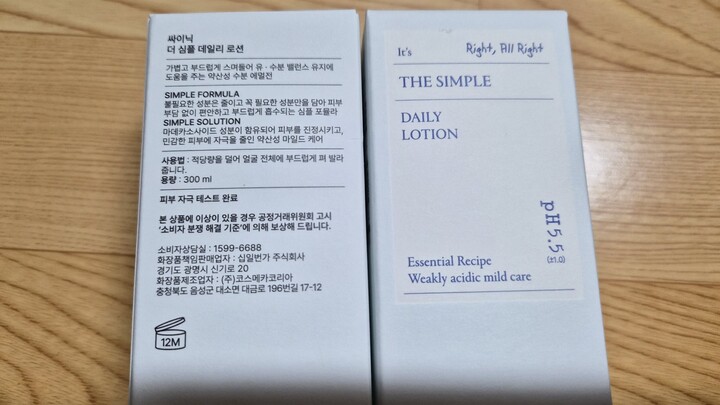 싸이닉
더 심플 데일리 로션
가볍고 부드럽게 스며들어 유·수분 밸런스 유지에
도움을 주는 약산성 수분 에멀전
SIMPLE FORMULA
불필요한 성분은 줄이고 꼭 필요한 성분만을 담아 피부
부담 없이 편안하고 부드럽게 흡수되는 심플 포뮬라
SIMPLE SOLUTION
마데카소사이드 성분이 함유되어 피부를 진정시키고,
민감한 피부에 자극을 줄인 약산성 마일드 케어
사용법 : 적당량을 덜어 얼굴 전체에 부드럽게 펴 발라
줍니다.
용량 : 300 ml
피부 자극 테스트 완료
본 상품에 이상이 있을 경우 공정거래위원회 고시
'소비자 분쟁 해결 기준'에 의해 보상해 드립니다.
소비자상담실 : 1599-6688
화장품책임판매업자 : 십일번가 주식회사
경기도 광명시 신기로 20
화장품제조업자 : (주)코스메카코리아
충청북도 음성군 대소면 대금로 196번길 17-12
12M
It's Right, All Right
THE SIMPLE
DAILY
LOTION
pH5.5
(±1.0)
Essential Recipe
Weakly acidic mild care